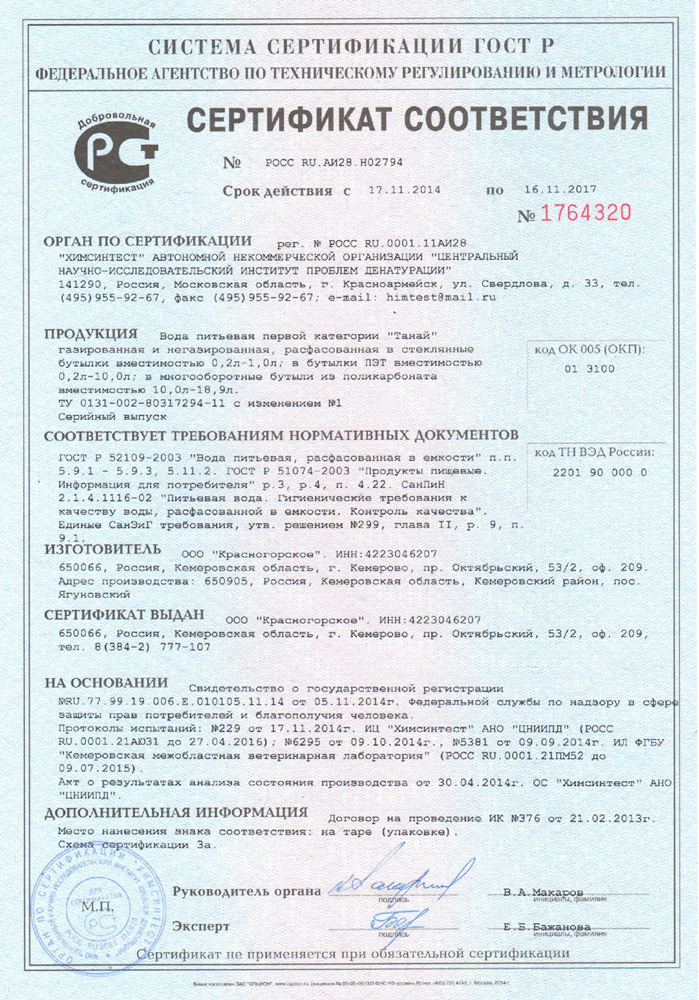 СИСТЕМА СЕРТИФИКАЦИИ ГОСТ Р
ФЕДЕРАЛЬНОЕ АГЕНТСТВО ПО ТЕХНИЧЕСКОМУ РЕГУЛИРОВАНИЮ И МЕТРОЛОГИИ
Добровольная
сертификация
СЕРТИФИКАТ СООТВЕТСТВИЯ
№ РОСС RU.АИ28.Н02794
Срок действия с 17.11.2014 по 16.11.2017
№ 1764320
ОРГАН ПО СЕРТИФИКАЦИИ рег. № РОСС RU.0001.11АИ28
"ХИМСИНТЕСТ" АВТОНОМНОЙ НЕКОММЕРЧЕСКОЙ ОРГАНИЗАЦИИ "ЦЕНТРАЛЬНЫЙ
НАУЧНО-ИССЛЕДОВАТЕЛЬСКИЙ ИНСТИТУТ ПРОБЛЕМ ДЕНАТУРАЦИИ"
141290, Россия, Московская область, г. Красноармейск, ул. Свердлова, д. 33, тел.
(495)955-92-67, факс (495)955-92-67; e-mail: himtest@mail.ru
ПРОДУКЦИЯ Вода питьевая первой категории "Танай"
газированная и негазированная, расфасованная в стеклянные
бутылки вместимостью 0,2л-1,0л; в бутылки ПЭТ вместимостью
0,2л-10,0л; в многооборотные бутыли из поликарбоната
вместимостью 10,0л-18,9л.
ТУ 0131-002-80317294-11 с изменением №1
Серийный выпуск
код ОК 005 (ОКП):
01 3100
СООТВЕТСТВУЕТ ТРЕБОВАНИЯМ НОРМАТИВНЫХ ДОКУМЕНТОВ
ГОСТ Р 52109-2003 "Вода питьевая, расфасованная в емкости" п.п.
5.9.1 - 5.9.3, 5.11.2. ГОСТ Р 51074-2003 "Продукты пищевые.
Информация для потребителя" р.3, р.4, п. 4.22. СанПиН
2.1.4.1116-02 "Питьевая вода. Гигиенические требования к
качеству воды, расфасованной в емкости. Контроль качества".
Единые СанЭиГ требования, утв. решением №299, глава II, р. 9, п.
9.1.
код ТН ВЭД России:
2201 90 000 0
ИЗГОТОВИТЕЛЬ ООО "Красногорское". ИНН:4223046207
650066, Россия, Кемеровская область, г. Кемерово, пр. Октябрьский, 53/2, оф. 209.
Адрес производства: 650905, Россия, Кемеровская область, Кемеровский район, пос.
Ягуновский
СЕРТИФИКАТ ВЫДАН ООО "Красногорское". ИНН:4223046207
650066, Россия, Кемеровская область, г. Кемерово, пр. Октябрьский, 53/2, оф. 209,
тел. 8(384-2) 777-107
НА ОСНОВАНИИ Свидетельство о государственной регистрации
№RU.77.99.19.006.Е.010105.11.14 от 05.11.2014г. Федеральной службы по надзору в сфере
защиты прав потребителей и благополучия человека.
Протоколы испытаний: №229 от 17.11.2014г. ИЦ "Химсинтест" АНО "ЦНИИПД" (РОСС
RU.0001.21АЮ31 до 27.04.2016); №6295 от 09.10.2014г., №5381 от 09.09.2014г. ИЛ ФГБУ
"Кемеровская межобластная ветеринарная лаборатория" (РОСС RU.0001.21ПМ52 до
09.07.2015).
Акт о результатах анализа состояния производства от 30.04.2014г. ОС "Химсинтест" АНО
"ЦНИИПД".
ДОПОЛНИТЕЛЬНАЯ ИНФОРМАЦИЯ Договор на проведение ИК №376 от 21.02.2013г.
Место нанесения знака соответствия: на таре (упаковке).
Схема сертификации 3а.
Руководитель органа В.А.Макаров
подпись инициалы, фамилия
М.П.
Эксперт Е.Б.Бажанова
подпись инициалы, фамилия
Сертификат не применяется при обязательной сертификации